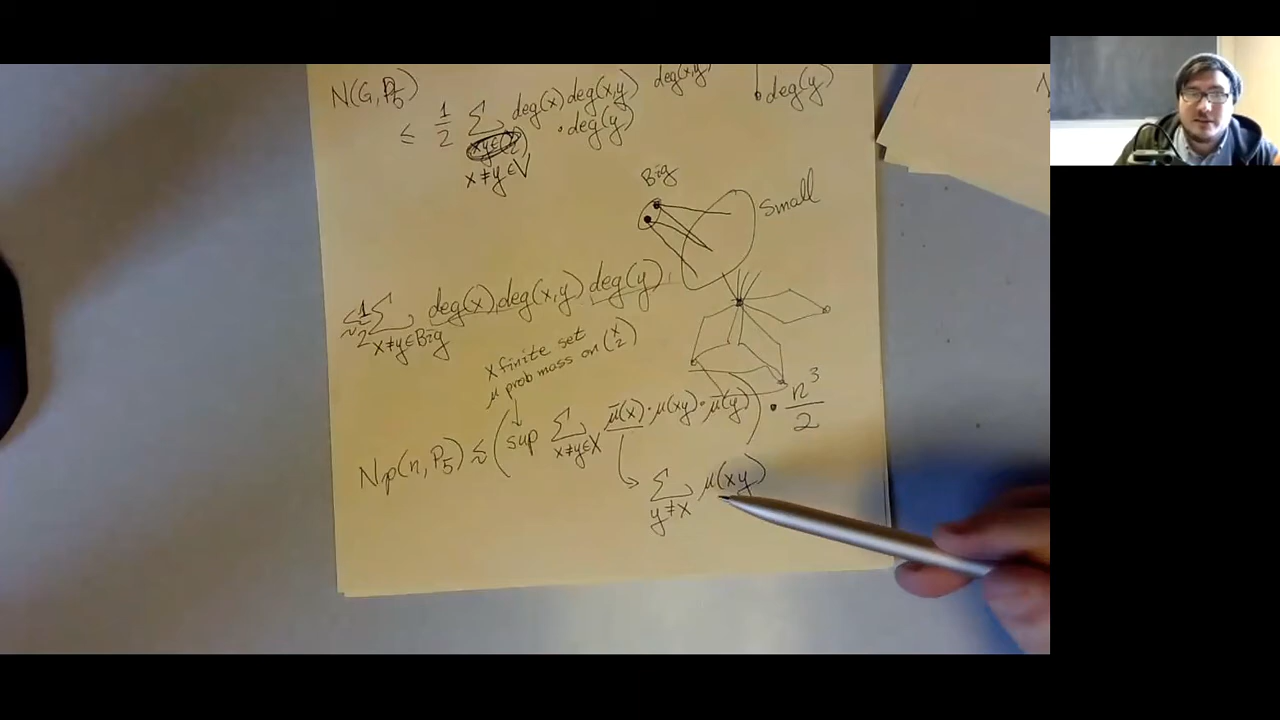 N(G,P₅)
≤ 1/2 Σ deg(x) deg(x,y) · deg(y)
x≠y∈V
deg(x,y)
deg(y)
Big
Small
≲ 1/2 Σ deg(x) deg(x,y) deg(y)
x≠y∈Big
X finite set
μ prob mass on (X 2)
N_P(n,P₅) ≲ ( sup Σ μ̄(x)·μ(xy)·μ̄(y) ) · n³/2
x≠y∈X
Σ μ(xy)
y≠x